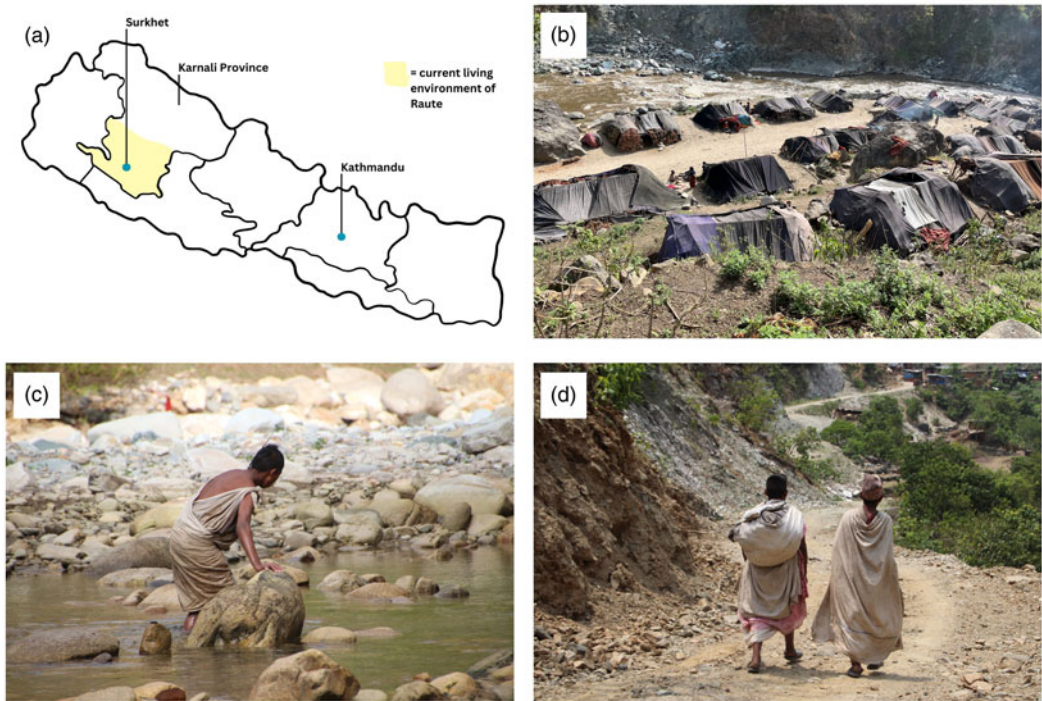 (a)
Surkhet
Karnali Province
= current living
environment of
Raute
Kathmandu
(b)
(c)
(d)